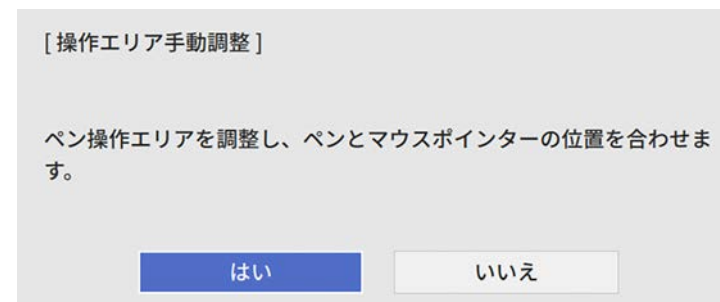 [ 操作エリア手動調整 ]
ペン操作エリアを調整し、ペンとマウスポインターの位置を合わせま
す。
はい
いいえ